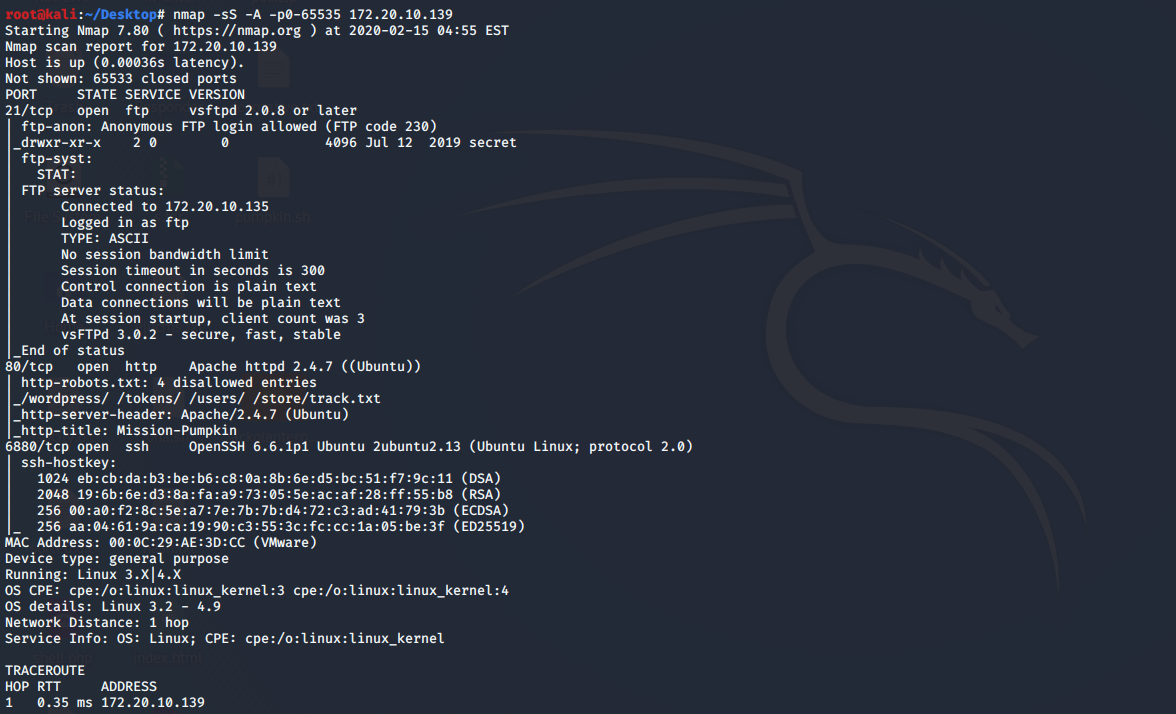 root@kali:~/Desktop# nmap -sS -A -p0-65535 172.20.10.139
Starting Nmap 7.80 ( https://nmap.org ) at 2020-02-15 04:55 EST
Nmap scan report for 172.20.10.139
Host is up (0.00036s latency).
Not shown: 65533 closed ports
PORT     STATE SERVICE VERSION
21/tcp   open  ftp     vsftpd 2.0.8 or later
| ftp-anon: Anonymous FTP login allowed (FTP code 230)
|_drwxr-xr-x    2 0        0            4096 Jul 12  2019 secret
| ftp-syst:
|   STAT:
| FTP server status:
|      Connected to 172.20.10.135
|      Logged in as ftp
|      TYPE: ASCII
|      No session bandwidth limit
|      Session timeout in seconds is 300
|      Control connection is plain text
|      Data connections will be plain text
|      At session startup, client count was 3
|      vsFTPd 3.0.2 - secure, fast, stable
|_End of status
80/tcp   open  http    Apache httpd 2.4.7 ((Ubuntu))
| http-robots.txt: 4 disallowed entries
|_/wordpress/ /tokens/ /users/ /store/track.txt
|_http-server-header: Apache/2.4.7 (Ubuntu)
|_http-title: Mission-Pumpkin
6880/tcp open  ssh     OpenSSH 6.6.1p1 Ubuntu 2ubuntu2.13 (Ubuntu Linux; protocol 2.0)
| ssh-hostkey:
|   1024 eb:cb:da:b3:be:b6:c8:0a:8b:6e:d5:bc:51:f7:9c:11 (DSA)
|   2048 19:6b:6e:d3:8a:fa:a9:73:05:5e:ac:af:28:ff:55:b8 (RSA)
|   256 00:a0:f2:8c:5e:a7:7e:7b:7b:d4:72:c3:ad:41:79:3b (ECDSA)
|_  256 aa:04:61:9a:ca:19:90:c3:55:3c:fc:cc:1a:05:be:3f (ED25519)
MAC Address: 00:0C:29:AE:3D:CC (VMware)
Device type: general purpose
Running: Linux 3.X|4.X
OS CPE: cpe:/o:linux:linux_kernel:3 cpe:/o:linux:linux_kernel:4
OS details: Linux 3.2 - 4.9
Network Distance: 1 hop
Service Info: OS: Linux; CPE: cpe:/o:linux:linux_kernel

TRACEROUTE
HOP RTT     ADDRESS
1   0.35 ms 172.20.10.139